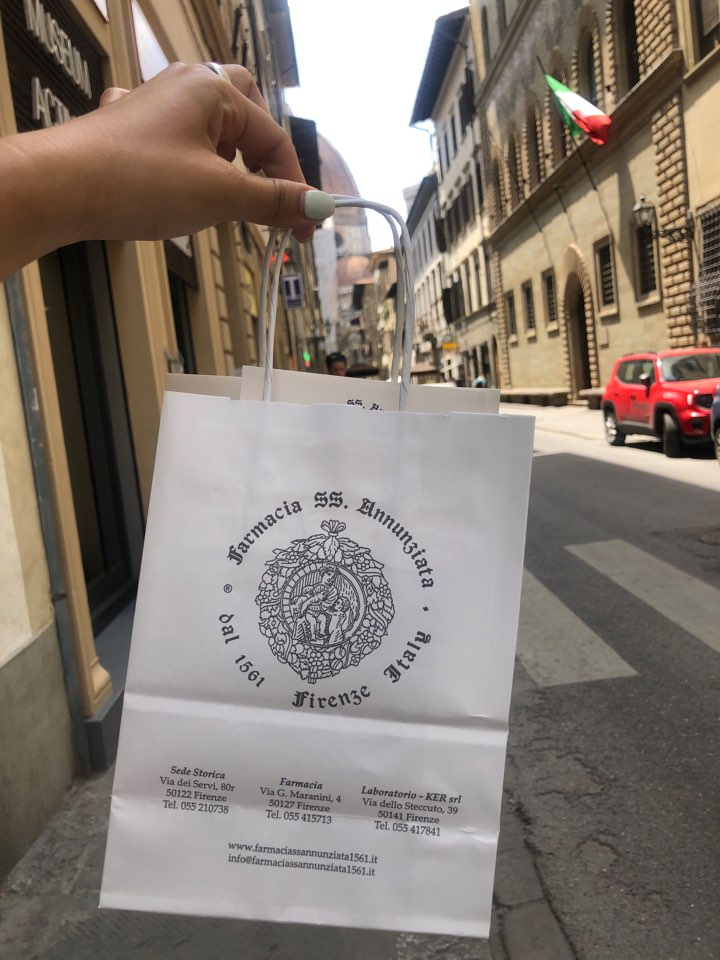 MUSEUM
T
SS. A
Farmacia SS. Annunziata
® dal 1561 Firenze Italy
Sede Storica
Via dei Servi, 80r
50122 Firenze
Tel. 055 210738
Farmacia
Via G. Maranini, 4
50127 Firenze
Tel. 055 415713
Laboratorio - KER srl
Via dello Steccuto, 39
50141 Firenze
Tel. 055 417841
www.farmaciassannunziata1561.it
info@farmaciassannunziata1561.it